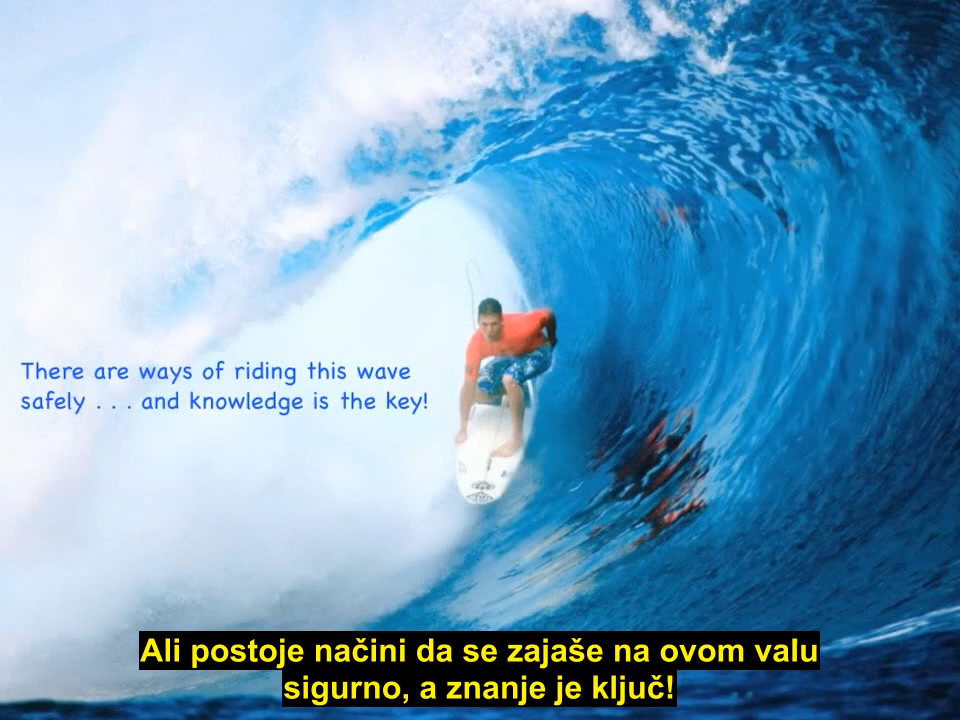 There are ways of riding this wave
safely . . . and knowledge is the key!
Ali postoje načini da se zajaše na ovom valu
sigurno, a znanje je ključ!